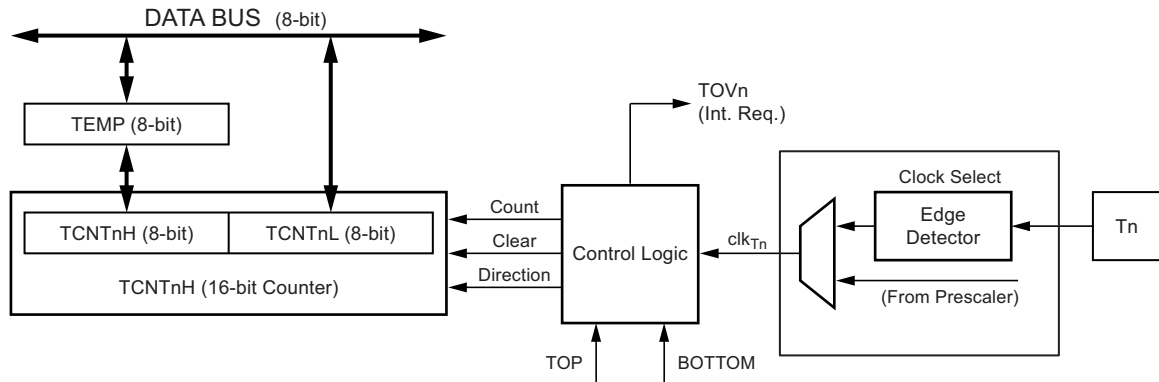 DATA BUS (8-bit)
TOVn
(Int. Req.)
TEMP (8-bit)
Clock Select
Count
Edge
Detector
Tn
TCNTnH (8-bit)
TCNTnL (8-bit)
Clear
Control Logic
clkTn
TCNTnH (16-bit Counter)
Direction
(From Prescaler)
TOP
BOTTOM